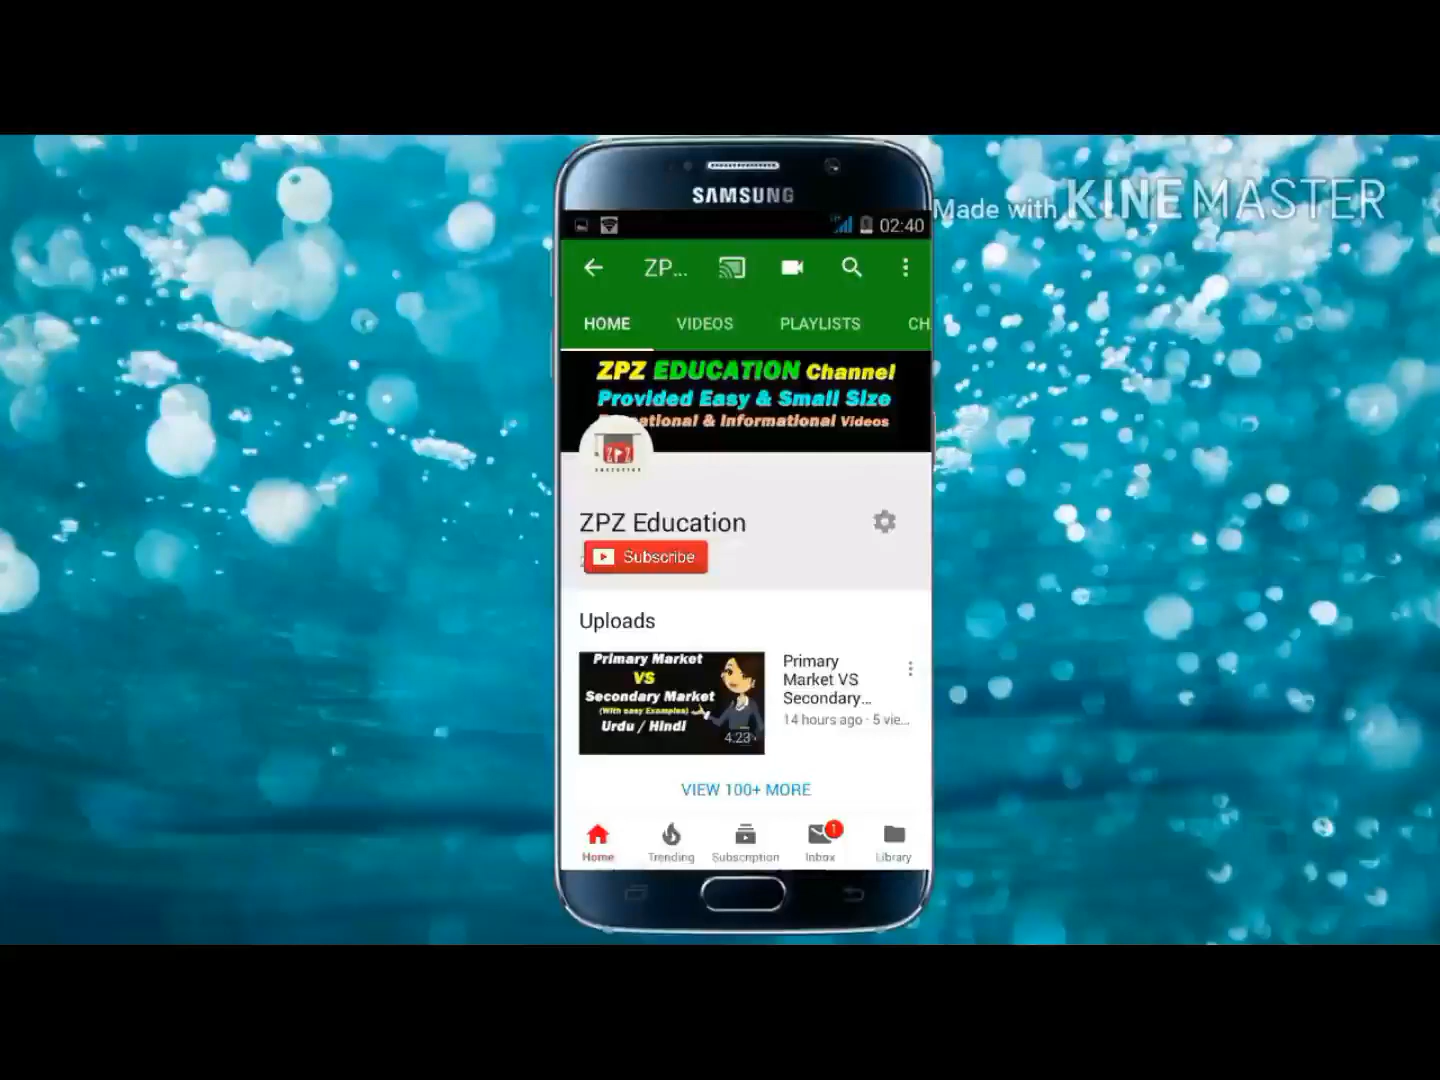 SAMSUNG
Made with KINEMASTER
02:40
ZP...
HOME VIDEOS PLAYLISTS CH
ZPZ EDUCATION Channel
Provided Easy & Small Size
ational & Informational Videos
ZPZ
ZPZ Education
Subscribe
Uploads
Primary Market
VS
Secondary Market
(With easy Examples)
Urdu / Hindi
4:23
Primary
Market VS
Secondary...
14 hours ago · 5 vie...
VIEW 100+ MORE
1
Home Trending Subscription Inbox Library